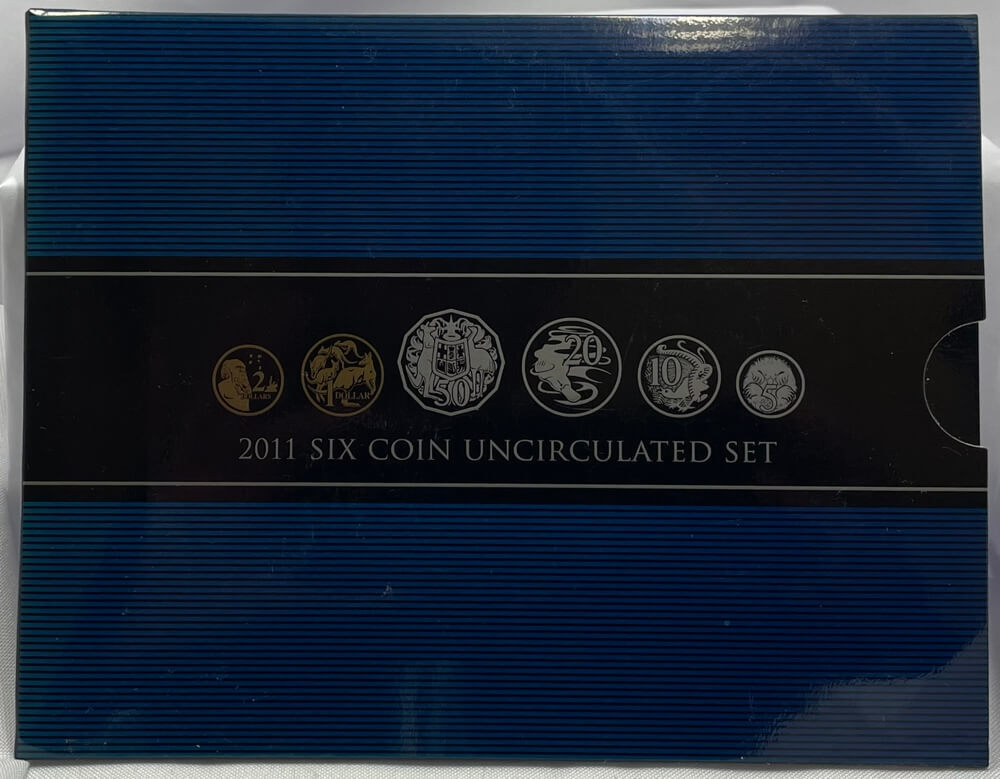 2 DOLLARS
1 DOLLAR
50
20
10
5
2011 SIX COIN UNCIRCULATED SET